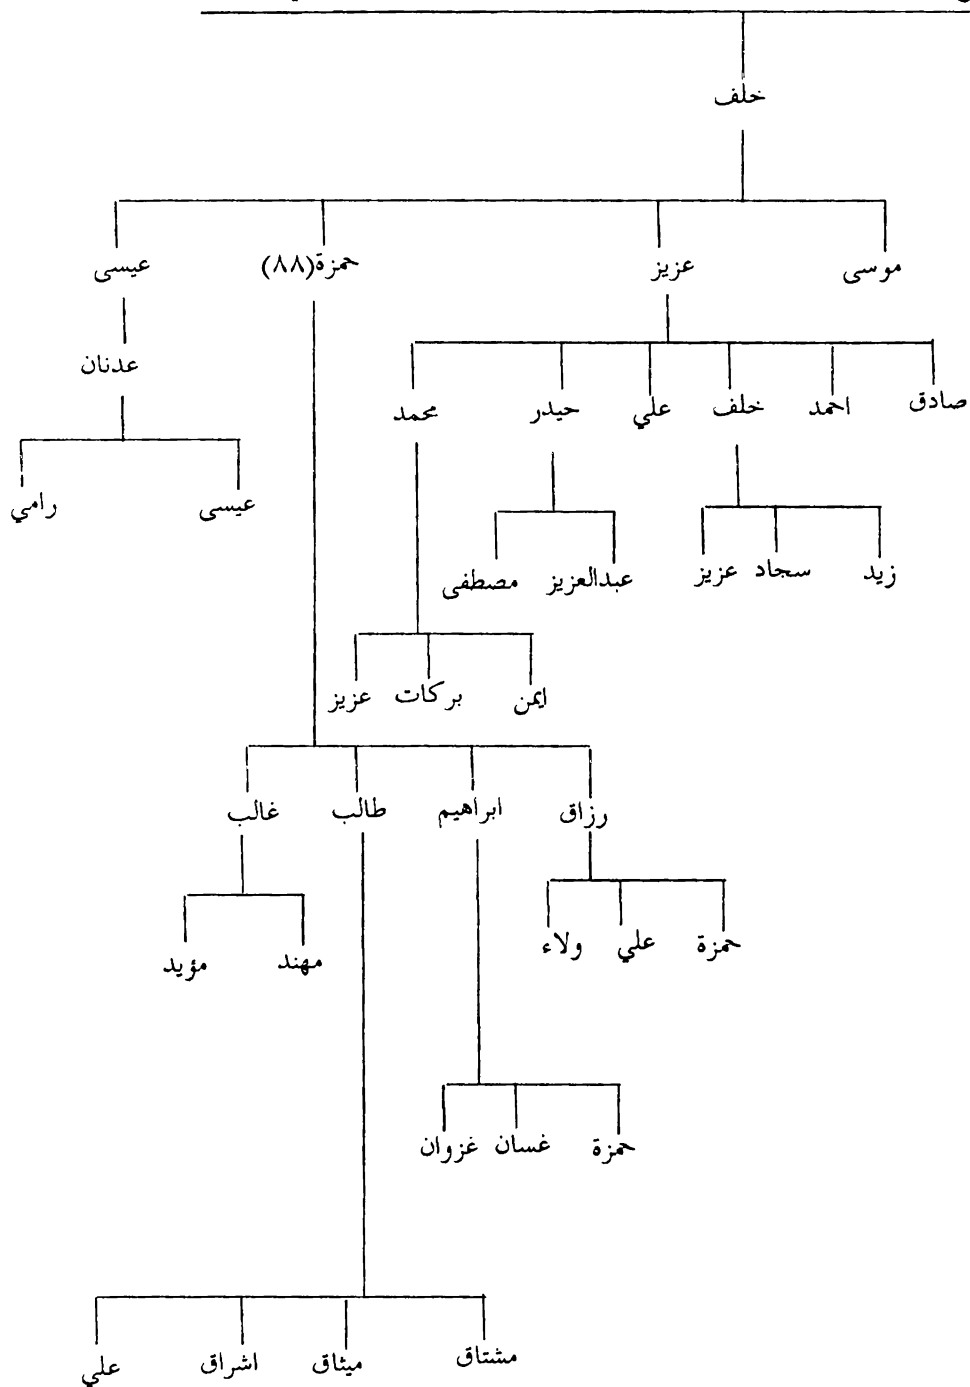 خلف
موسى عزيز حمزة(٨٨) عيسى
عدنان
صادق احمد خلف علي حيدر محمد
عيسى رامي
زيد سجاد عزيز عبدالعزيز مصطفى
ايمن بركات عزيز
رزاق ابراهيم طالب غالب
حمزة علي ولاء
مهند مؤيد
حمزة غسان غزوان
مشتاق ميثاق اشراق علي